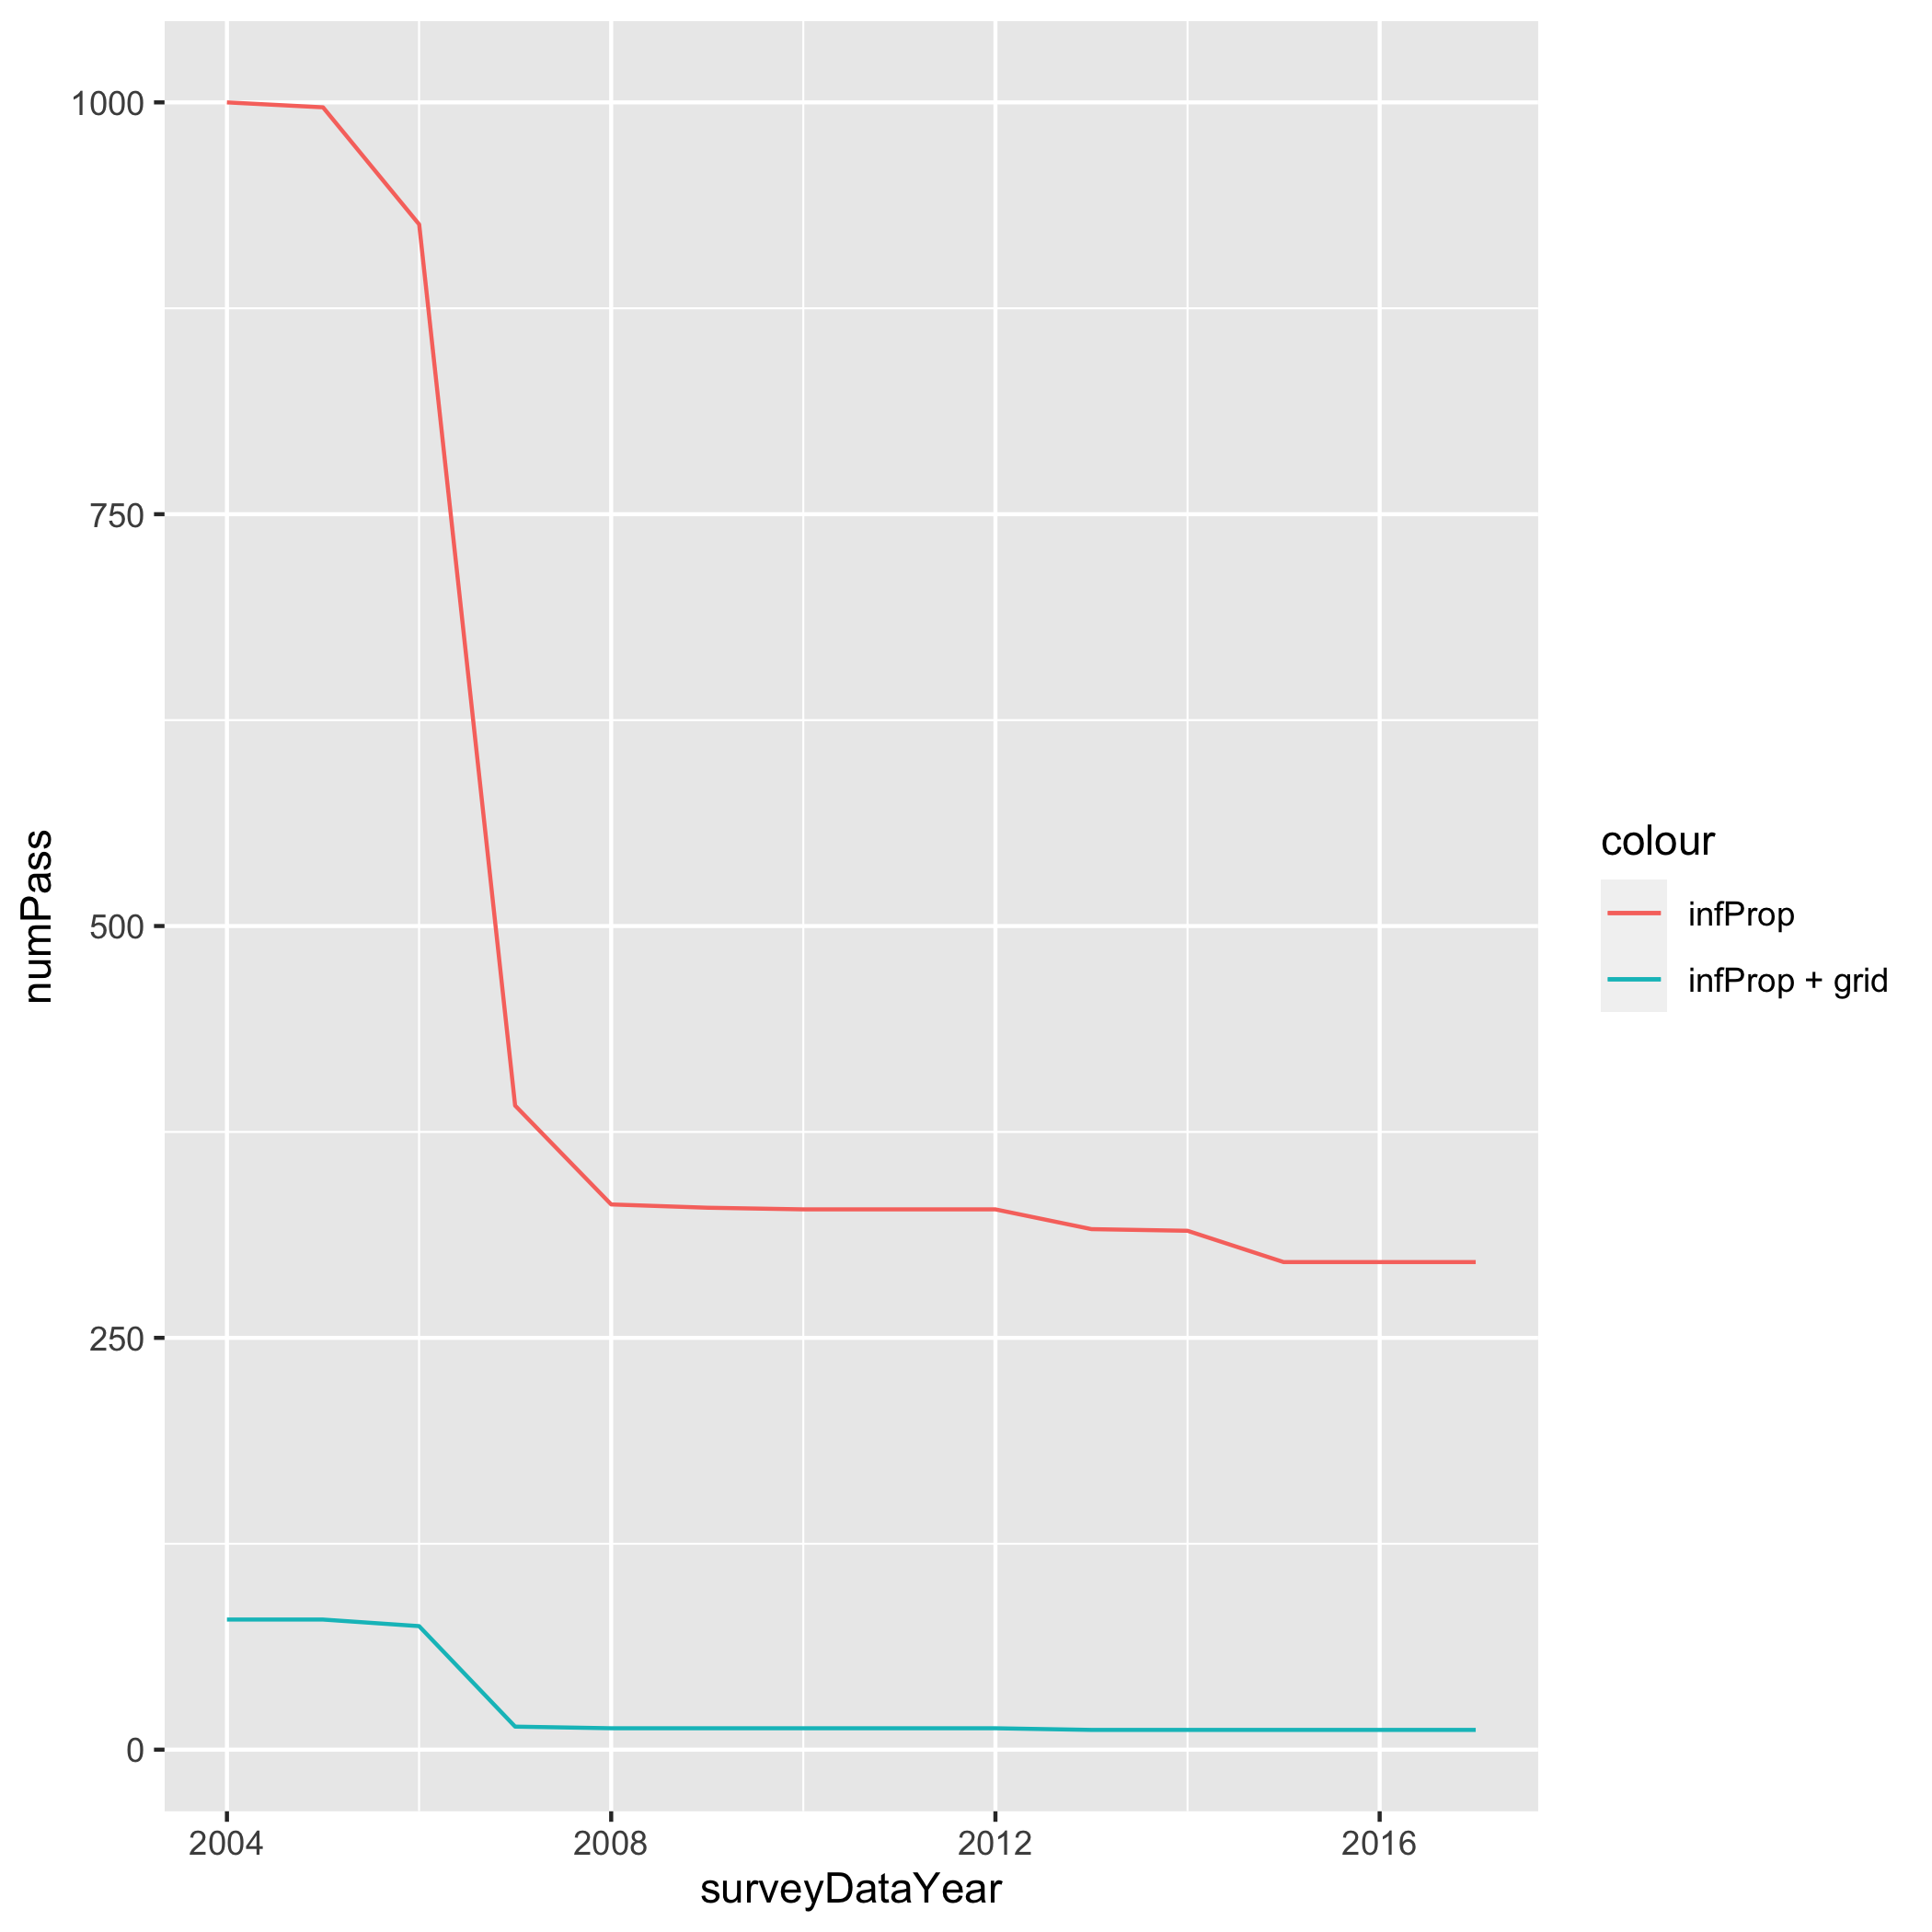 1000
750
500
250
0
numPass
2004 2008 2012 2016
surveyDataYear
colour
infProp
infProp + grid